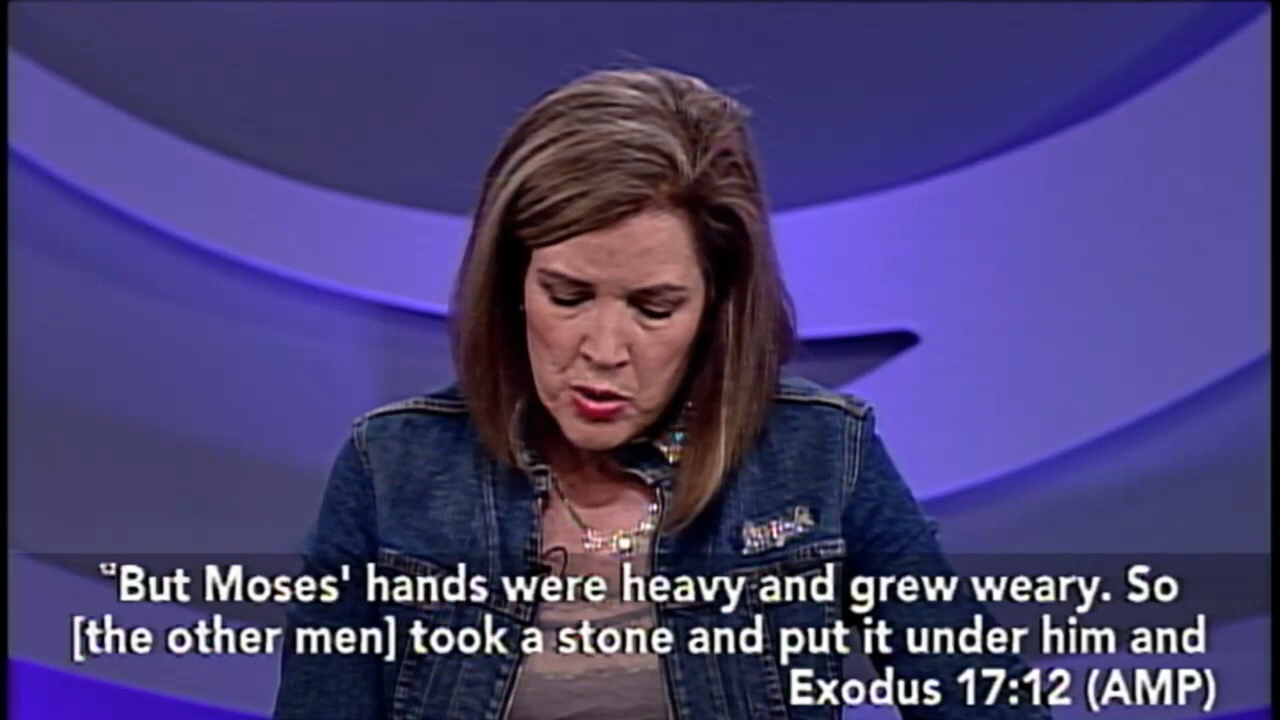 "But Moses' hands were heavy and grew weary. So
[the other men] took a stone and put it under him and
Exodus 17:12 (AMP)